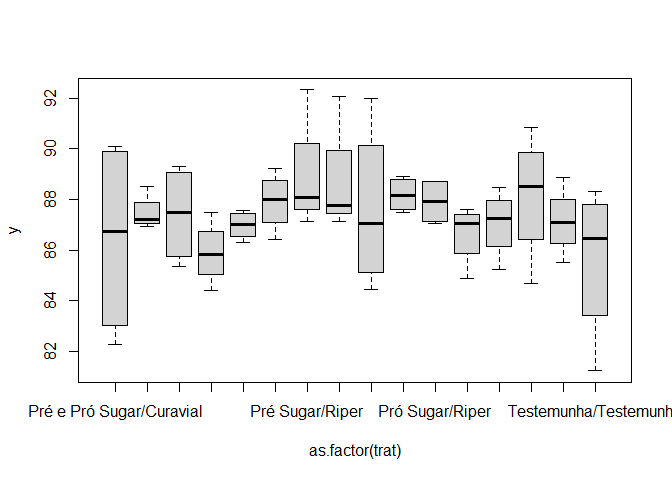 92
90
88
86
84
82
y
Pré e Pró Sugar/Curavial Pré Sugar/Riper Pró Sugar/Riper Testemunha/Testemunh
as.factor(trat)